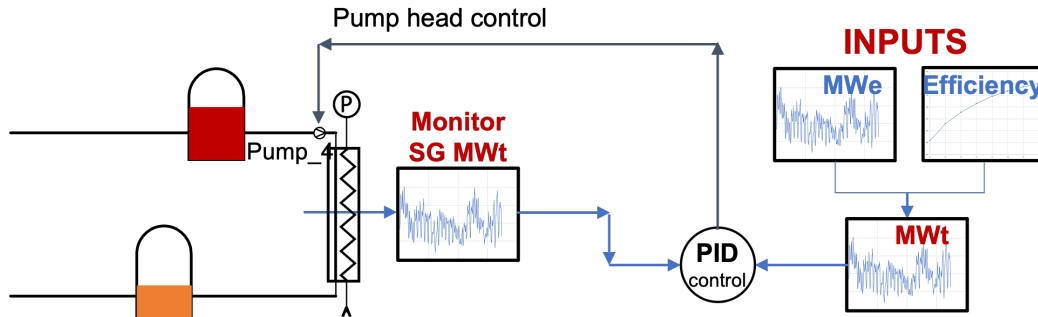 Pump head control
INPUTS
MWe
Efficiency
P
Monitor
SG MWt
Pump_4
MWt
PID
control